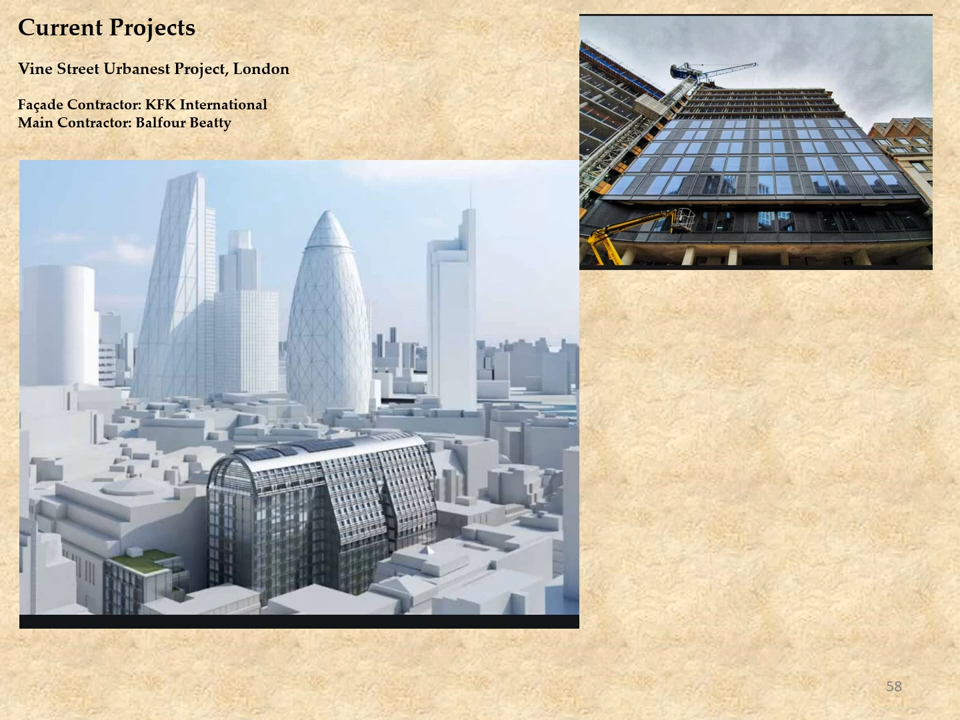 Current Projects
Vine Street Urbanest Project, London
Façade Contractor: KFK International
Main Contractor: Balfour Beatty
58